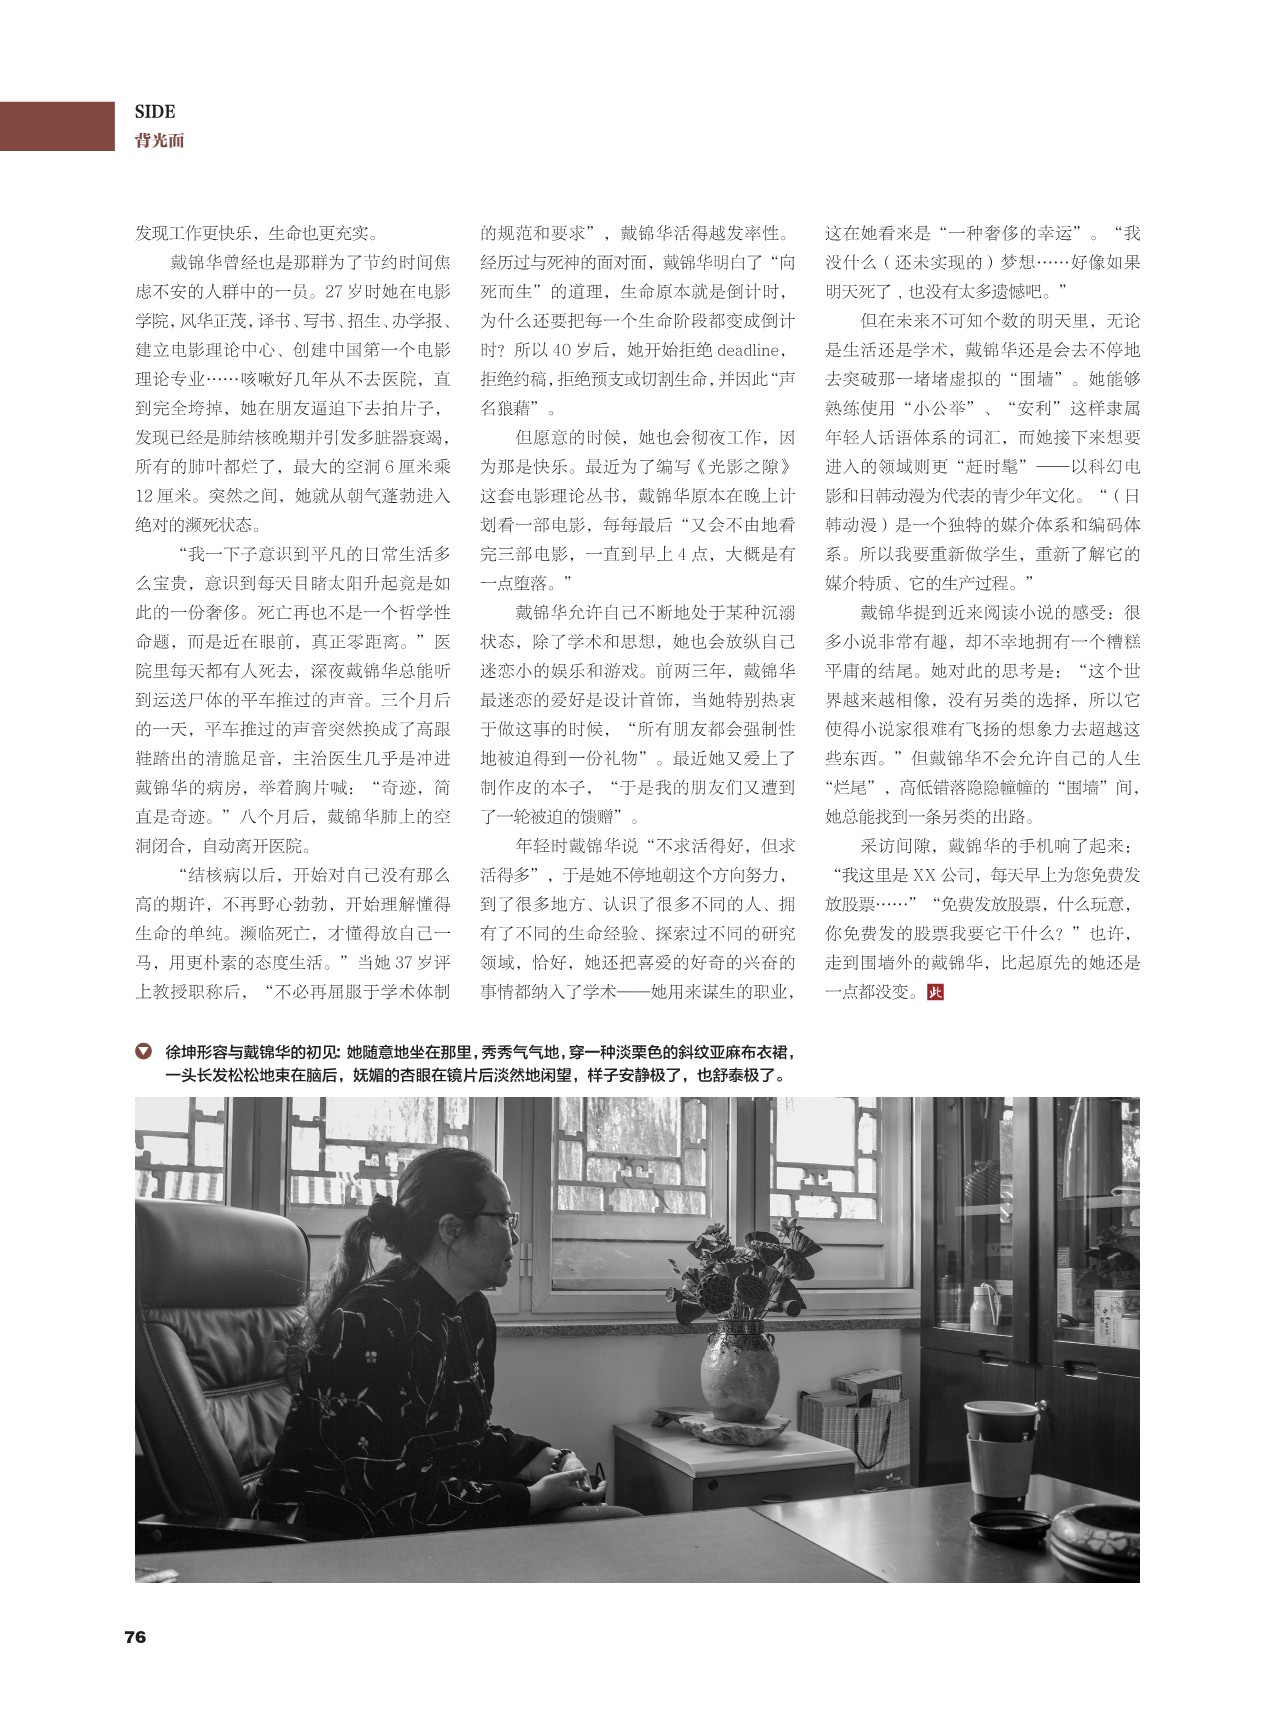 SIDE
背光面
发现工作更快乐，生命也更充实。
戴锦华曾经也是那群为了节约时间焦
虑不安的人群中的一员。27 岁时她在电影
学院，风华正茂，译书、写书、招生、办学报、
建立电影理论中心、创建中国第一个电影
理论专业……咳嗽好几年从不去医院，直
到完全垮掉，她在朋友逼迫下去拍片子，
发现已经是肺结核晚期并引发多脏器衰竭，
所有的肺叶都烂了，最大的空洞 6 厘米乘
12 厘米。突然之间，她就从朝气蓬勃进入
绝对的濒死状态。
“我一下子意识到平凡的日常生活多
么宝贵，意识到每天目睹太阳升起竟是如
此的一份奢侈。死亡再也不是一个哲学性
命题，而是近在眼前，真正零距离。”医
院里每天都有人死去，深夜戴锦华总能听
到运送尸体的平车推过的声音。三个月后
的一天，平车推过的声音突然换成了高跟
鞋踏出的清脆足音，主治医生几乎是冲进
戴锦华的病房，举着胸片喊：“奇迹，简
直是奇迹。”八个月后，戴锦华肺上的空
洞闭合，自动离开医院。
“结核病以后，开始对自己没有那么
高的期许，不再野心勃勃，开始理解懂得
生命的单纯。濒临死亡，才懂得放自己一
马，用更朴素的态度生活。”当她 37 岁评
上教授职称后，“不必再屈服于学术体制
的规范和要求”，戴锦华活得越发率性。
经历过与死神的面对面，戴锦华明白了“向
死而生”的道理，生命原本就是倒计时，
为什么还要把每一个生命阶段都变成倒计
时？所以 40 岁后，她开始拒绝 deadline，
拒绝约稿，拒绝预支或切割生命，并因此“声
名狼藉”。
但愿意的时候，她也会彻夜工作，因
为那是快乐。最近为了编写《光影之隙》
这套电影理论丛书，戴锦华原本在晚上计
划看一部电影，每每最后“又会不由地看
完三部电影，一直到早上 4 点，大概是有
一点堕落。”
戴锦华允许自己不断地处于某种沉溺
状态，除了学术和思想，她也会放纵自己
迷恋小的娱乐和游戏。前两三年，戴锦华
最迷恋的爱好是设计首饰，当她特别热衷
于做这事的时候，“所有朋友都会强制性
地被迫得到一份礼物”。最近她又爱上了
制作皮的本子，“于是我的朋友们又遭到
了一轮被迫的馈赠”。
年轻时戴锦华说“不求活得好，但求
活得多”，于是她不停地朝这个方向努力，
到了很多地方、认识了很多不同的人、拥
有了不同的生命经验、探索过不同的研究
领域，恰好，她还把喜爱的好奇的兴奋的
事情都纳入了学术——她用来谋生的职业，
这在她看来是“一种奢侈的幸运”。“我
没什么（还未实现的）梦想……好像如果
明天死了，也没有太多遗憾吧。”
但在未来不可知个数的明天里，无论
是生活还是学术，戴锦华还是会去不停地
去突破那一堵堵虚拟的“围墙”。她能够
熟练使用“小公举”、“安利”这样隶属
年轻人话语体系的词汇，而她接下来想要
进入的领域则更“赶时髦”——以科幻电
影和日韩动漫为代表的青少年文化。“（日
韩动漫）是一个独特的媒介体系和编码体
系。所以我要重新做学生，重新了解它的
媒介特质、它的生产过程。”
戴锦华提到近来阅读小说的感受：很
多小说非常有趣，却不幸地拥有一个糟糕
平庸的结尾。她对此的思考是：“这个世
界越来越相像，没有另类的选择，所以它
使得小说家很难有飞扬的想象力去超越这
些东西。”但戴锦华不会允许自己的人生
“烂尾”，高低错落隐隐幢幢的“围墙”间，
她总能找到一条另类的出路。
采访间隙，戴锦华的手机响了起来：
“我这里是 XX 公司，每天早上为您免费发
放股票……”“免费发放股票，什么玩意，
你免费发的股票我要它干什么？”也许，
走到围墙外的戴锦华，比起原先的她还是
一点都没变。此
徐坤形容与戴锦华的初见：她随意地坐在那里，秀秀气气地，穿一种淡栗色的斜纹亚麻布衣裙，
一头长发松松地束在脑后，妩媚的杏眼在镜片后淡然地闲望，样子安静极了，也舒泰极了。
76